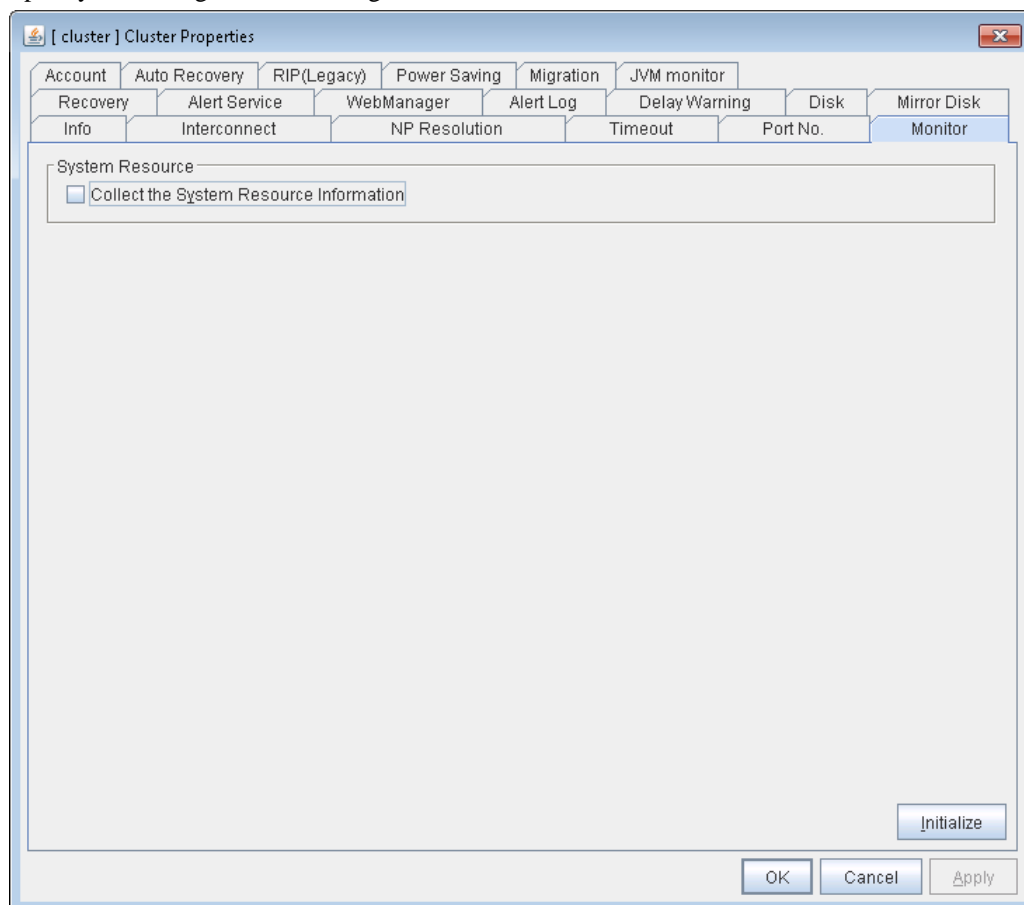 [ cluster ] Cluster Properties
Account Auto Recovery RIP(Legacy) Power Saving Migration JVM monitor
Recovery Alert Service WebManager Alert Log Delay Warning Disk Mirror Disk
Info Interconnect NP Resolution Timeout Port No. Monitor
System Resource
Collect the System Resource Information
Initialize
OK Cancel Apply